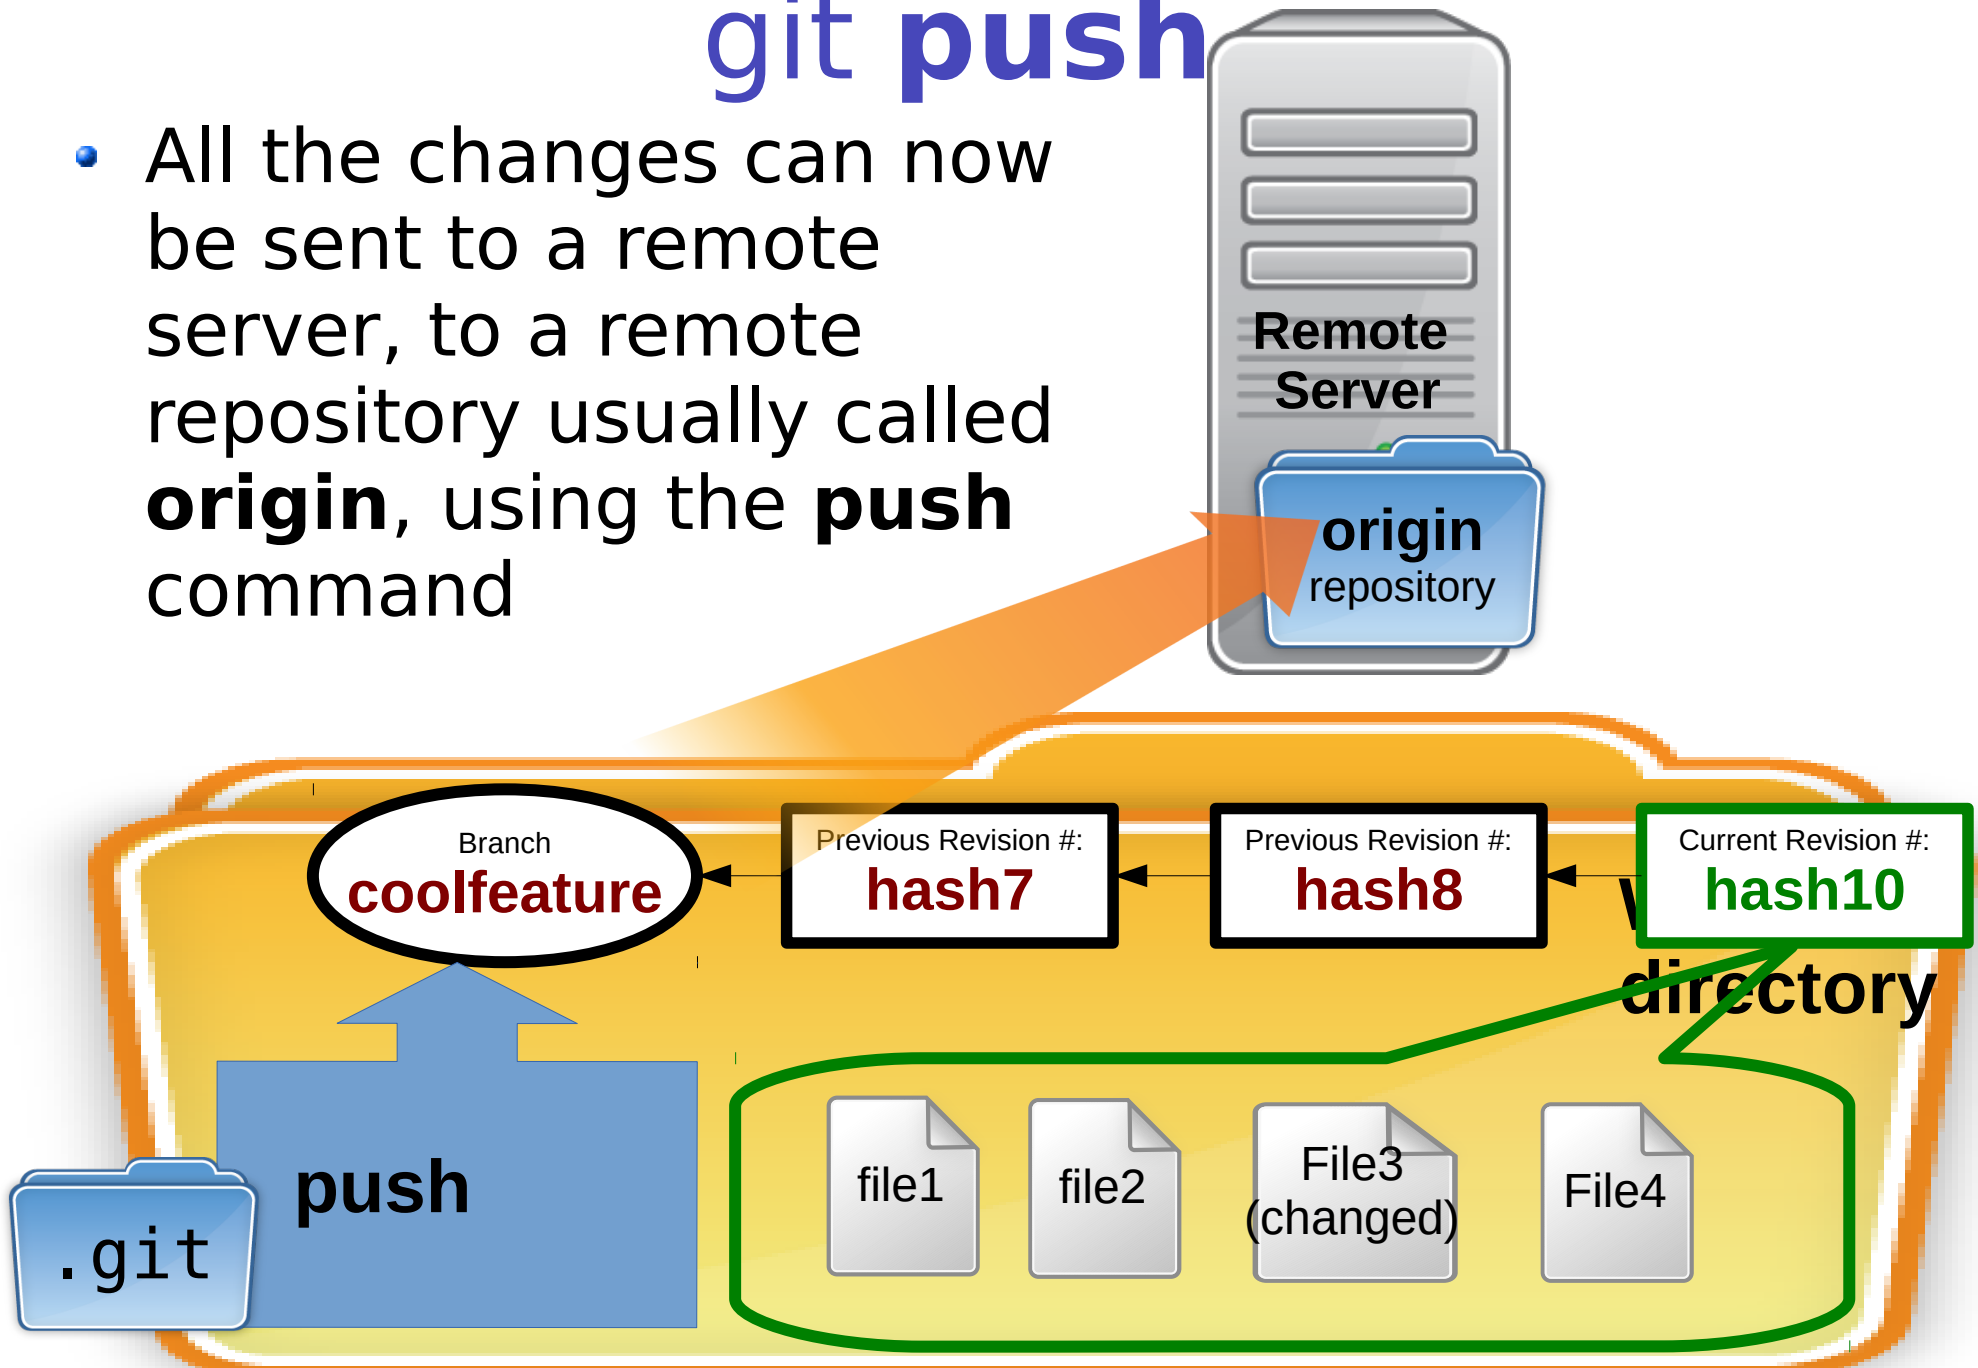 git push
All the changes can now
be sent to a remote
server, to a remote
repository usually called
origin, using the push
command
Remote
Server
origin
repository
Branch
coolfeature
Previous Revision #:
hash7
Previous Revision #:
hash8
Current Revision #:
hash10
directory
file1
file2
File3
(changed)
File4
push
.git